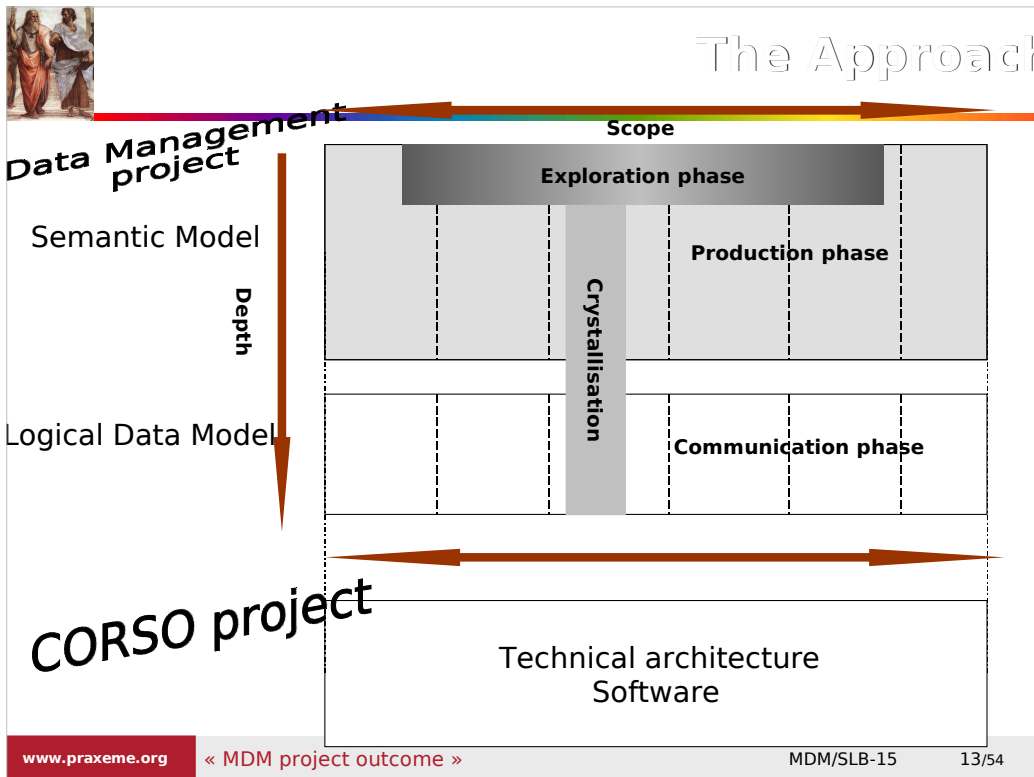 The Approach
Data Management
project
Scope
Exploration phase
Semantic Model
Production phase
Depth
Crystallisation
Logical Data Model
Communication phase
CORSO project
Technical architecture
Software
www.praxeme.org
« MDM project outcome »
MDM/SLB-15
13/54